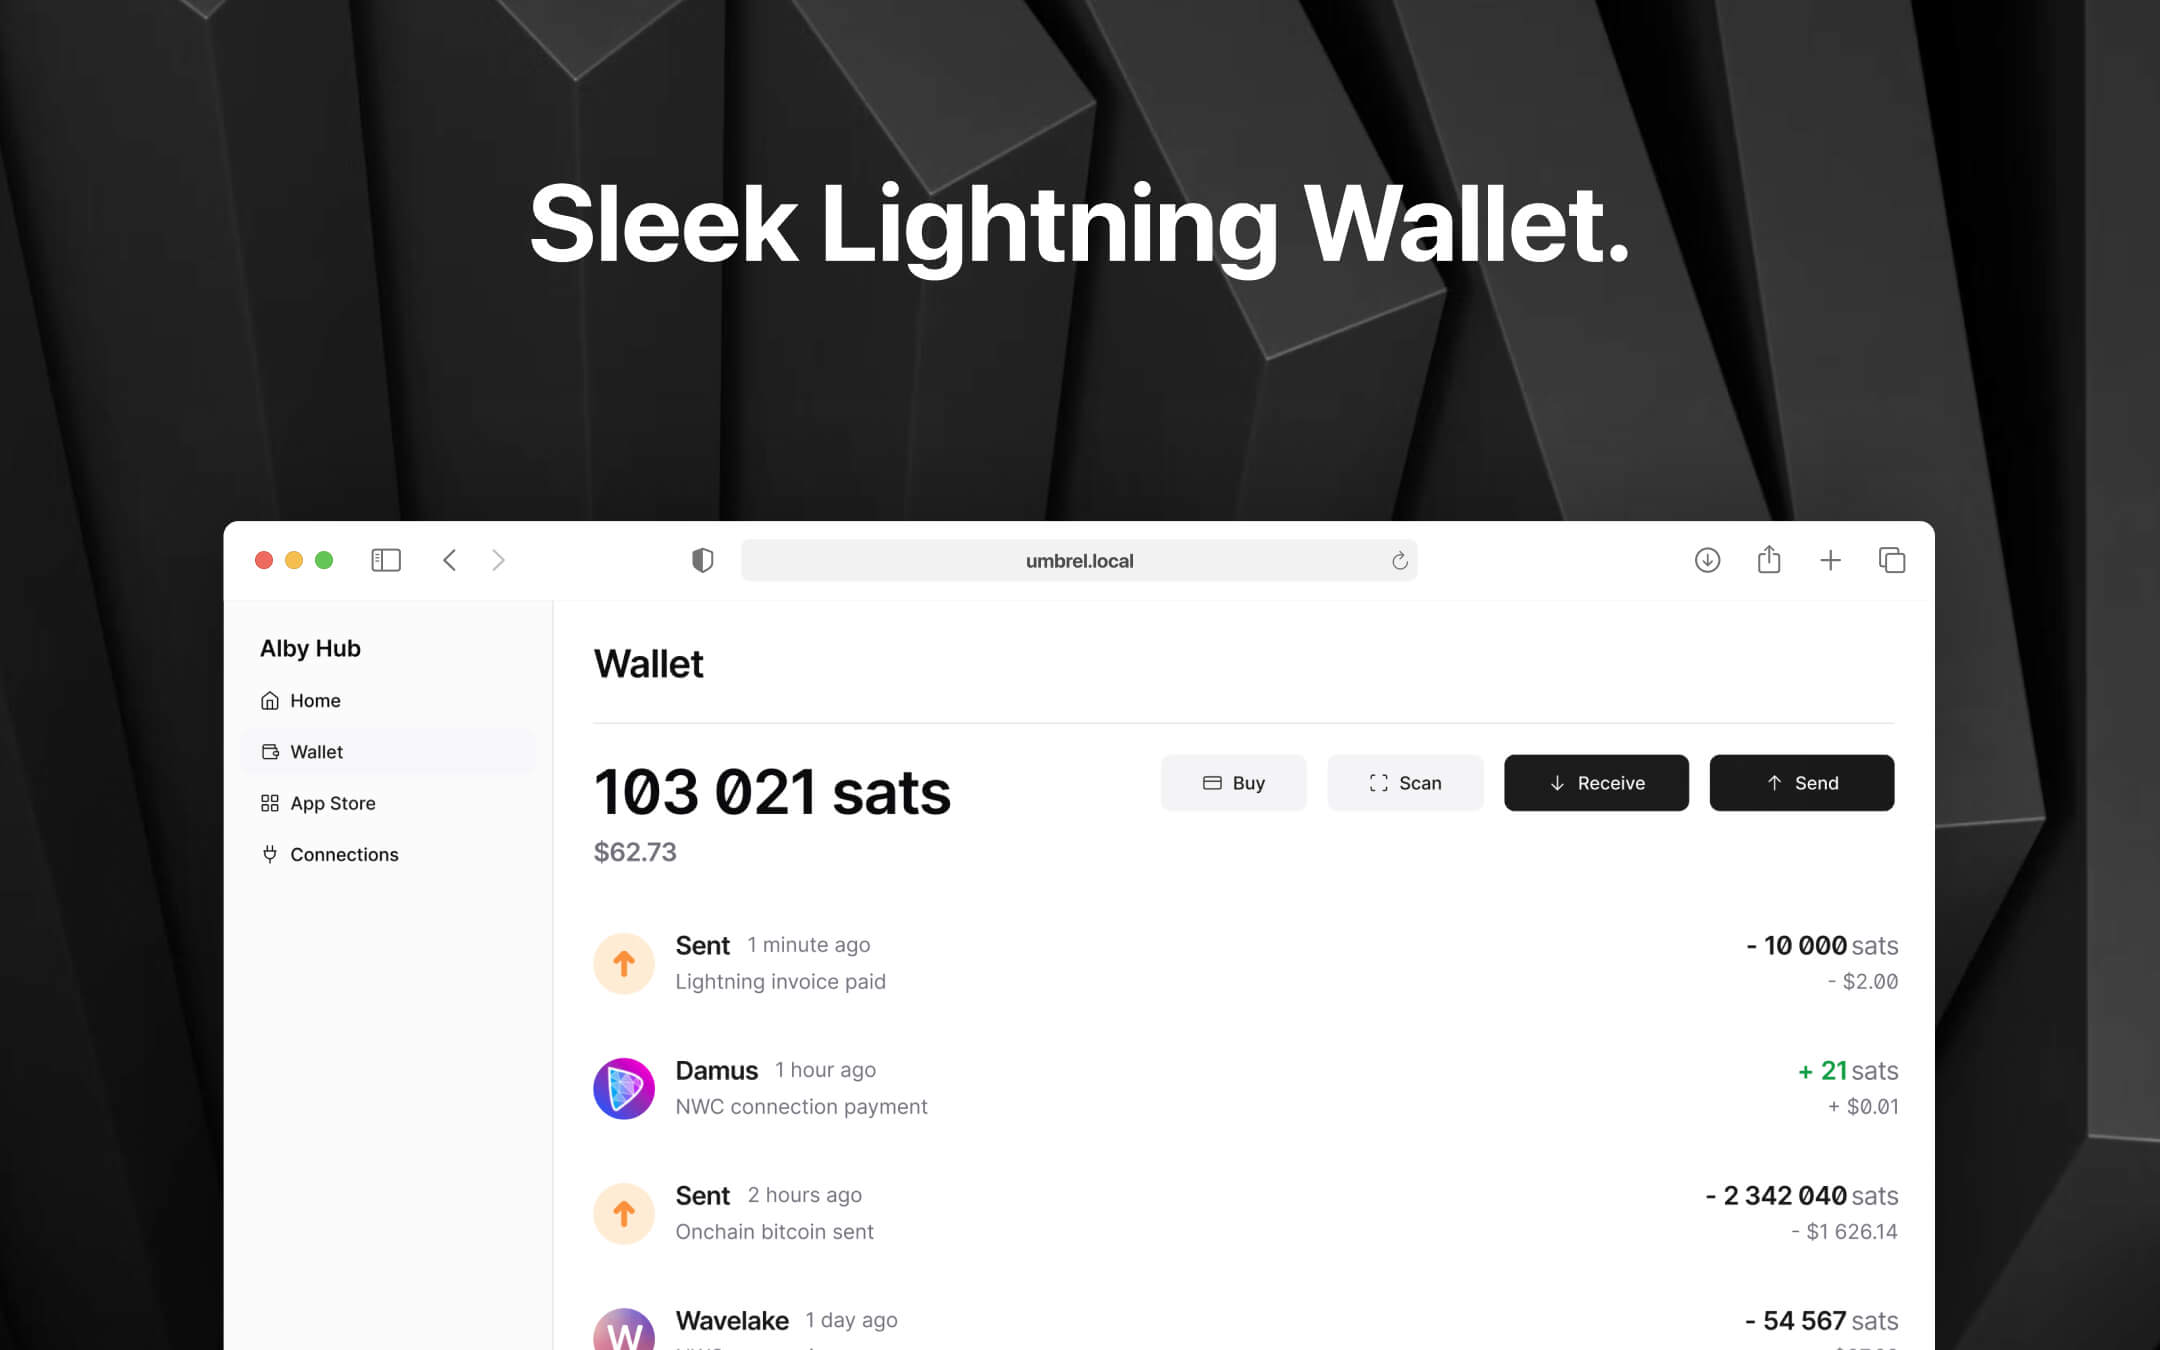 Sleek Lightning Wallet.
umbrel.local
Alby Hub
Home
Wallet
App Store
Connections
Wallet
103 021 sats
$62.73
Buy
Scan
Receive
Send
Sent 1 minute ago
- 10 000 sats
Lightning invoice paid
- $2.00
Damus 1 hour ago
+ 21 sats
NWC connection payment
+ $0.01
Sent 2 hours ago
- 2 342 040 sats
Onchain bitcoin sent
- $1 626.14
W
Wavelake 1 day ago
- 54 567 sats